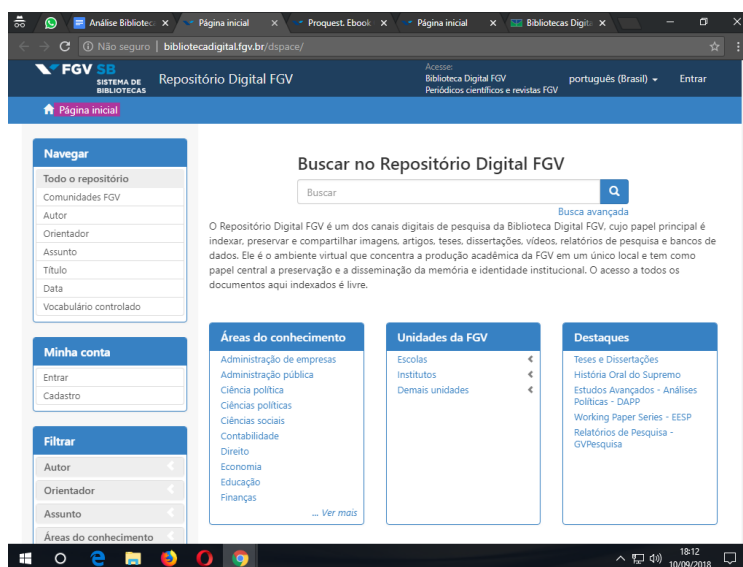 Análise Bibliotec
Página inicial
Proquest. Ebook
Página inicial
Bibliotecas Digita
Não seguro | bibliotecadigital.fgv.br/dspace/
FGV SB
SISTEMA DE
BIBLIOTECAS
Repositório Digital FGV
Acesse:
Biblioteca Digital FGV
Periódicos científicos e revistas FGV
português (Brasil)
Entrar
Página inicial
Navegar
Todo o repositório
Comunidades FGV
Autor
Orientador
Assunto
Título
Data
Vocabulário controlado
Minha conta
Entrar
Cadastro
Filtrar
Autor
Orientador
Assunto
Áreas do conhecimento
Buscar no Repositório Digital FGV
Buscar
Busca avançada
O Repositório Digital FGV é um dos canais digitais de pesquisa da Biblioteca Digital FGV, cujo papel principal é
indexar, preservar e compartilhar imagens, artigos, teses, dissertações, vídeos, relatórios de pesquisa e bancos de
dados. Ele é o ambiente virtual que concentra a produção acadêmica da FGV em um único local e tem como
papel central a preservação e a disseminação da memória e identidade institucional. O acesso a todos os
documentos aqui indexados é livre.
Áreas do conhecimento
Administração de empresas
Administração pública
Ciência política
Ciências políticas
Ciências sociais
Contabilidade
Direito
Economia
Educação
Finanças
... Ver mais
Unidades da FGV
Escolas
Institutos
Demais unidades
Destaques
Teses e Dissertações
História Oral do Supremo
Estudos Avançados - Análises
Políticas - DAPP
Working Paper Series - EESP
Relatórios de Pesquisa -
GVPesquisa
18:12
10/09/2018